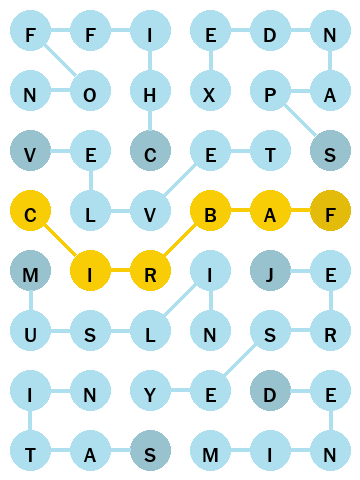 F F I E D N
N O H X P A
V E C E T S
C L V B A F
M I R I J E
U S L N S R
I N Y E D E
T A S M I N